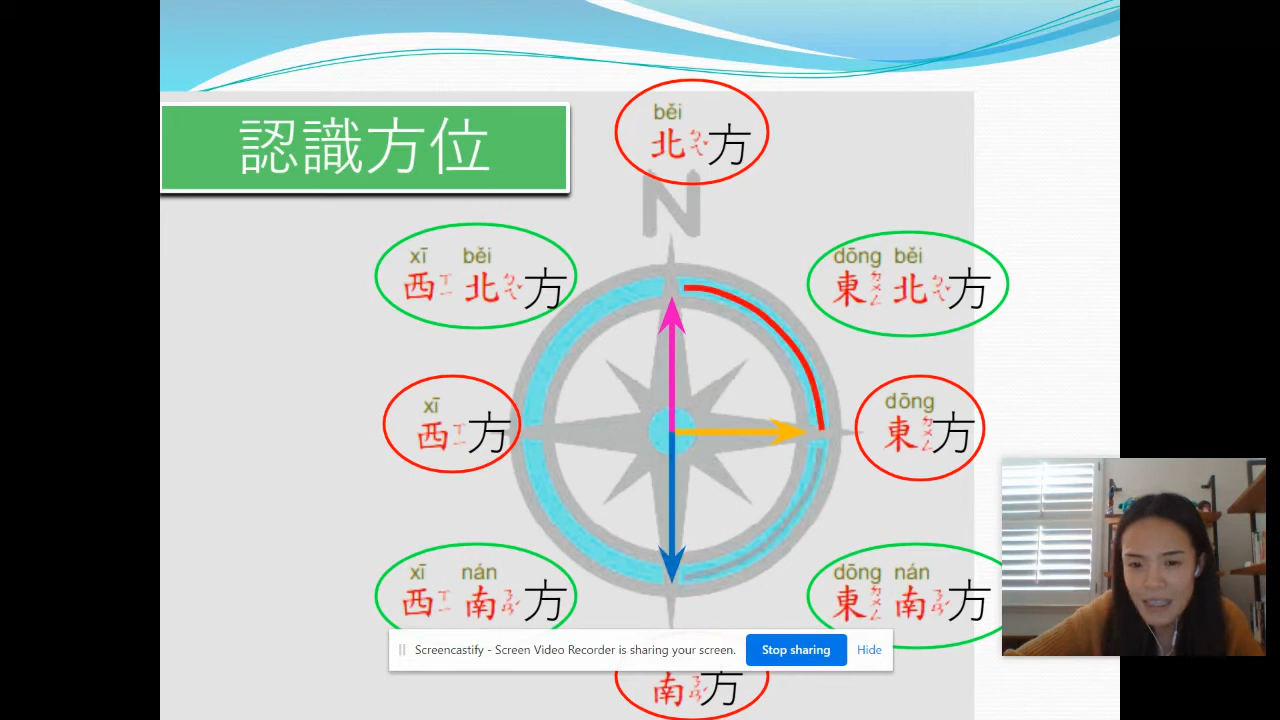 běi
北ㄅㄟˇ方
認識方位
N
xī běi
西ㄒㄧ北ㄅㄟˇ方
dōng běi
東ㄉㄨㄥ北ㄅㄟˇ方
xī
西ㄒㄧ方
dōng
東ㄉㄨㄥ方
xī nán
西ㄒㄧ南ㄋㄢˊ方
dōng nán
東ㄉㄨㄥ南ㄋㄢˊ方
Screencastify - Screen Video Recorder is sharing your screen. Stop sharing Hide
南ㄋㄢˊ方